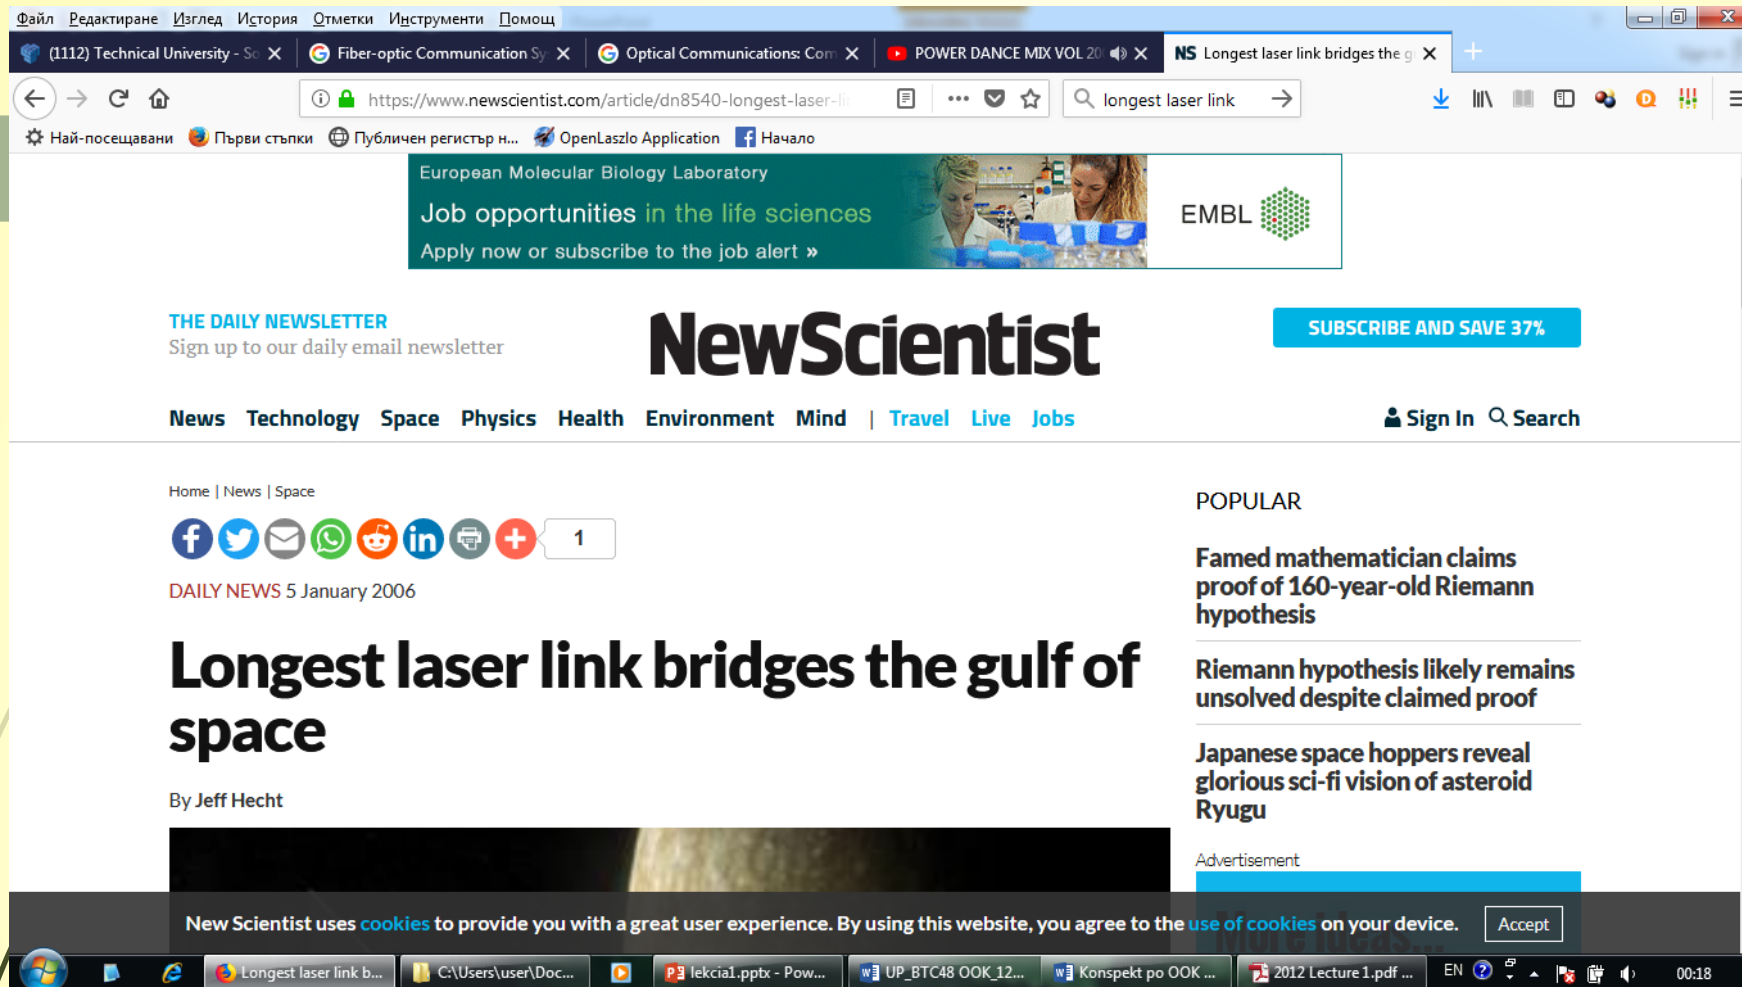 Файл Редактиране Изглед История Отметки Инструменти Помощ
(1112) Technical University - So
Fiber-optic Communication Sy
Optical Communications: Com
POWER DANCE MIX VOL 20
NS Longest laser link bridges the g
https://www.newscientist.com/article/dn8540-longest-laser-li
longest laser link
Най-посещавани Първи стъпки Публичен регистър н... OpenLaszlo Application Начало
European Molecular Biology Laboratory
Job opportunities in the life sciences
Apply now or subscribe to the job alert »
EMBL
THE DAILY NEWSLETTER
Sign up to our daily email newsletter
NewScientist
SUBSCRIBE AND SAVE 37%
News Technology Space Physics Health Environment Mind | Travel Live Jobs
Sign In Search
Home | News | Space
1
DAILY NEWS 5 January 2006
Longest laser link bridges the gulf of
space
By Jeff Hecht
POPULAR
Famed mathematician claims
proof of 160-year-old Riemann
hypothesis
Riemann hypothesis likely remains
unsolved despite claimed proof
Japanese space hoppers reveal
glorious sci-fi vision of asteroid
Ryugu
Advertisement
More ideas...
New Scientist uses cookies to provide you with a great user experience. By using this website, you agree to the use of cookies on your device.
Accept
Longest laser link b...
C:\Users\user\Doc...
lekcia1.pptx - Pow...
UP_BTC48 OOK_12...
Konspekt po OOK ...
2012 Lecture 1.pdf ...
EN
00:18